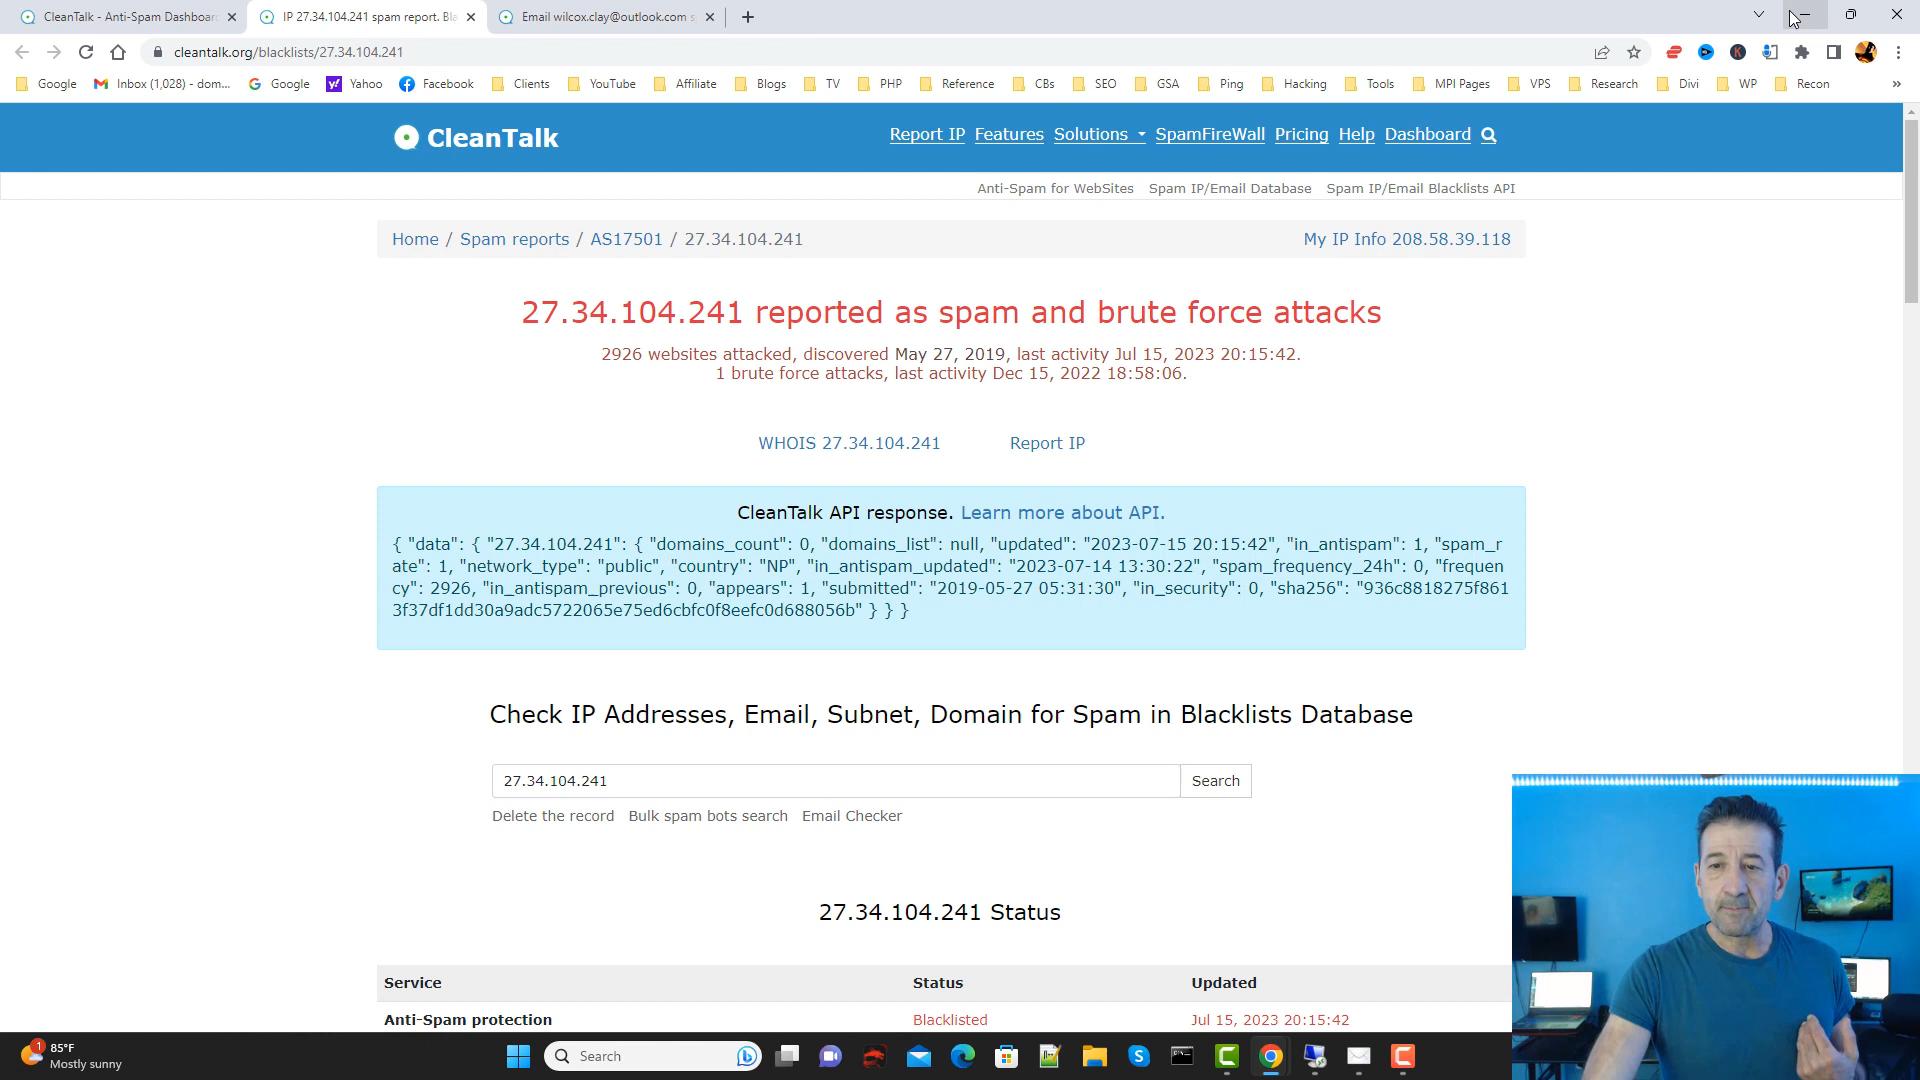 CleanTalk - Anti-Spam Dashboar
IP 27.34.104.241 spam report. Bla
Email wilcox.clay@outlook.com s
cleantalk.org/blacklists/27.34.104.241
Google
Inbox (1,028) - dom...
Google
Yahoo
Facebook
Clients
YouTube
Affiliate
Blogs
TV
PHP
Reference
CBs
SEO
GSA
Ping
Hacking
Tools
MPI Pages
VPS
Research
Divi
WP
Recon
»
CleanTalk
Report IP Features Solutions SpamFireWall Pricing Help Dashboard
Anti-Spam for WebSites Spam IP/Email Database Spam IP/Email Blacklists API
Home / Spam reports / AS17501 / 27.34.104.241
My IP Info 208.58.39.118
27.34.104.241 reported as spam and brute force attacks
2926 websites attacked, discovered May 27, 2019, last activity Jul 15, 2023 20:15:42.
1 brute force attacks, last activity Dec 15, 2022 18:58:06.
WHOIS 27.34.104.241
Report IP
CleanTalk API response. Learn more about API.
{ "data": { "27.34.104.241": { "domains_count": 0, "domains_list": null, "updated": "2023-07-15 20:15:42", "in_antispam": 1, "spam_r
ate": 1, "network_type": "public", "country": "NP", "in_antispam_updated": "2023-07-14 13:30:22", "spam_frequency_24h": 0, "frequen
cy": 2926, "in_antispam_previous": 0, "appears": 1, "submitted": "2019-05-27 05:31:30", "in_security": 0, "sha256": "936c8818275f861
3f37df1dd30a9adc5722065e75ed6cbfc0f8eefc0d688056b" } } }
Check IP Addresses, Email, Subnet, Domain for Spam in Blacklists Database
27.34.104.241
Search
Delete the record Bulk spam bots search Email Checker
27.34.104.241 Status
Service Status Updated
Anti-Spam protection Blacklisted Jul 15, 2023 20:15:42
1
85°F
Mostly sunny
Search